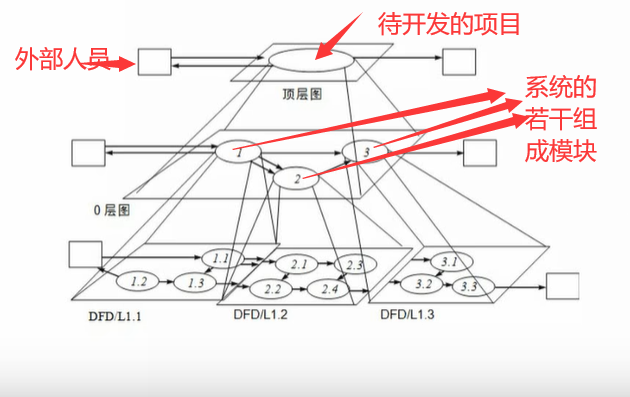 待开发的项目
外部人员
顶层图
系统的
若干组
成模块
1
3
2
0层图
1.1
1.2
1.3
2.1
2.3
2.2
2.4
3.1
3.2
3.3
DFD/L1.1
DFD/L1.2
DFD/L1.3